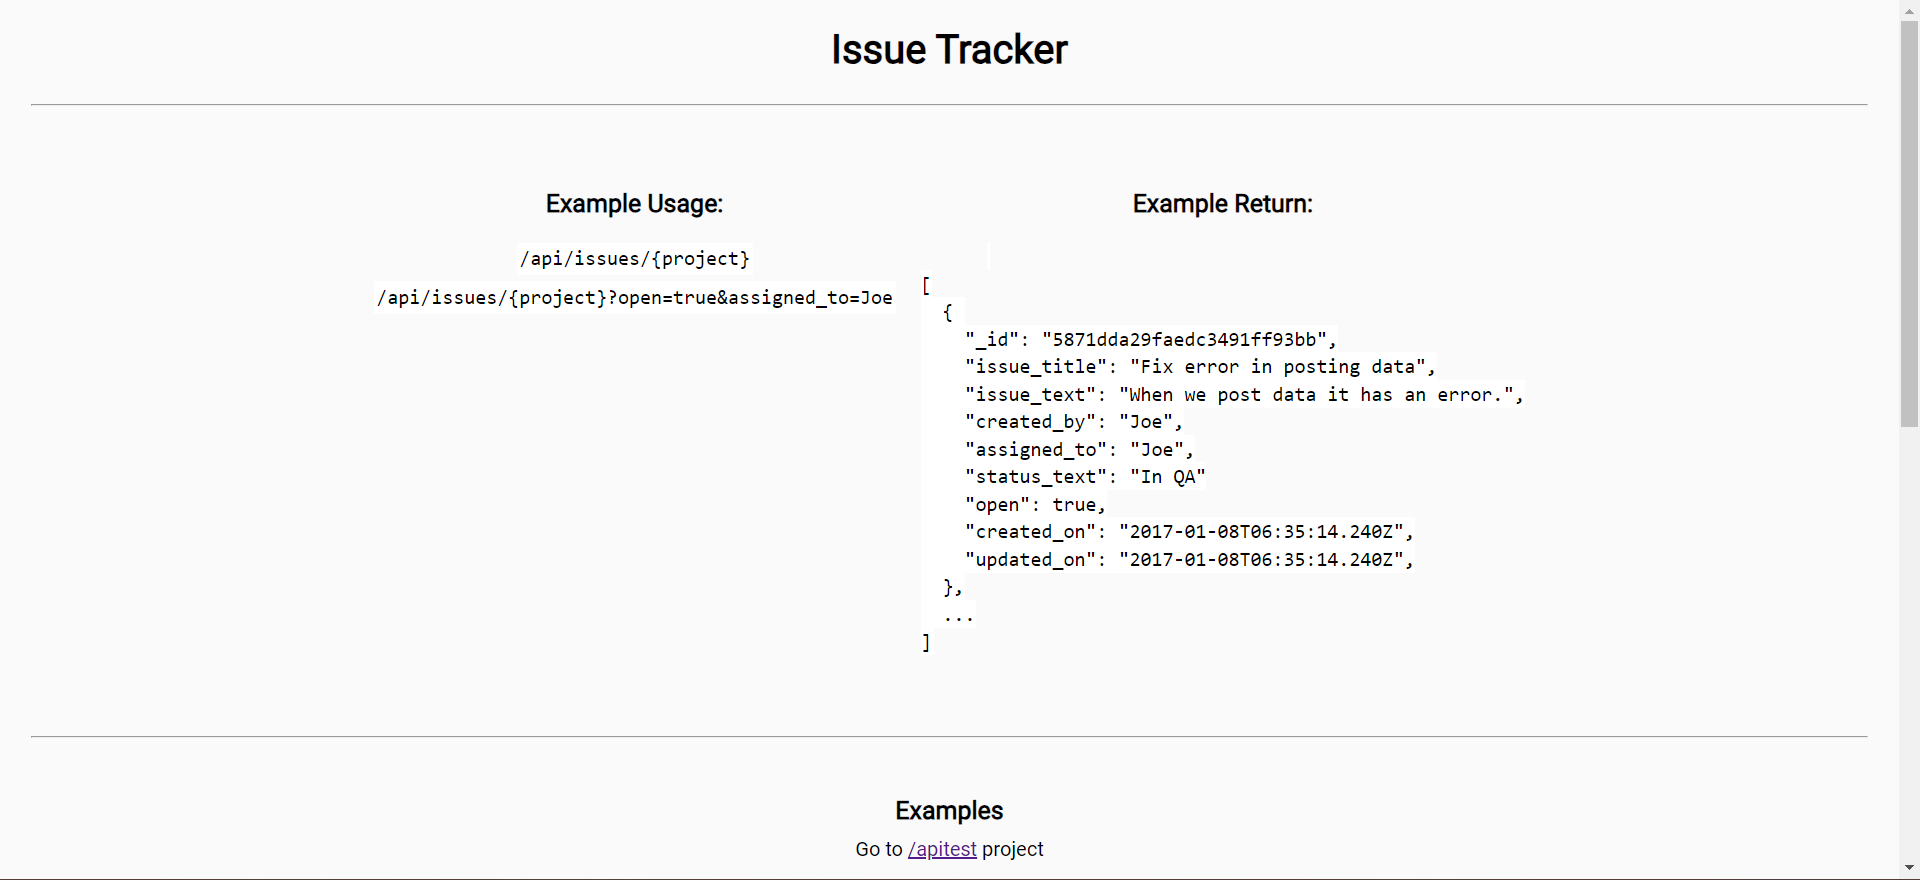 Issue Tracker
Example Usage:
/api/issues/{project}
/api/issues/{project}?open=true&assigned_to=Joe
Example Return:
[
  {
    "_id": "5871dda29faedc3491ff93bb",
    "issue_title": "Fix error in posting data",
    "issue_text": "When we post data it has an error.",
    "created_by": "Joe",
    "assigned_to": "Joe",
    "status_text": "In QA"
    "open": true,
    "created_on": "2017-01-08T06:35:14.240Z",
    "updated_on": "2017-01-08T06:35:14.240Z",
  },
  ...
]
Examples
Go to /apitest project